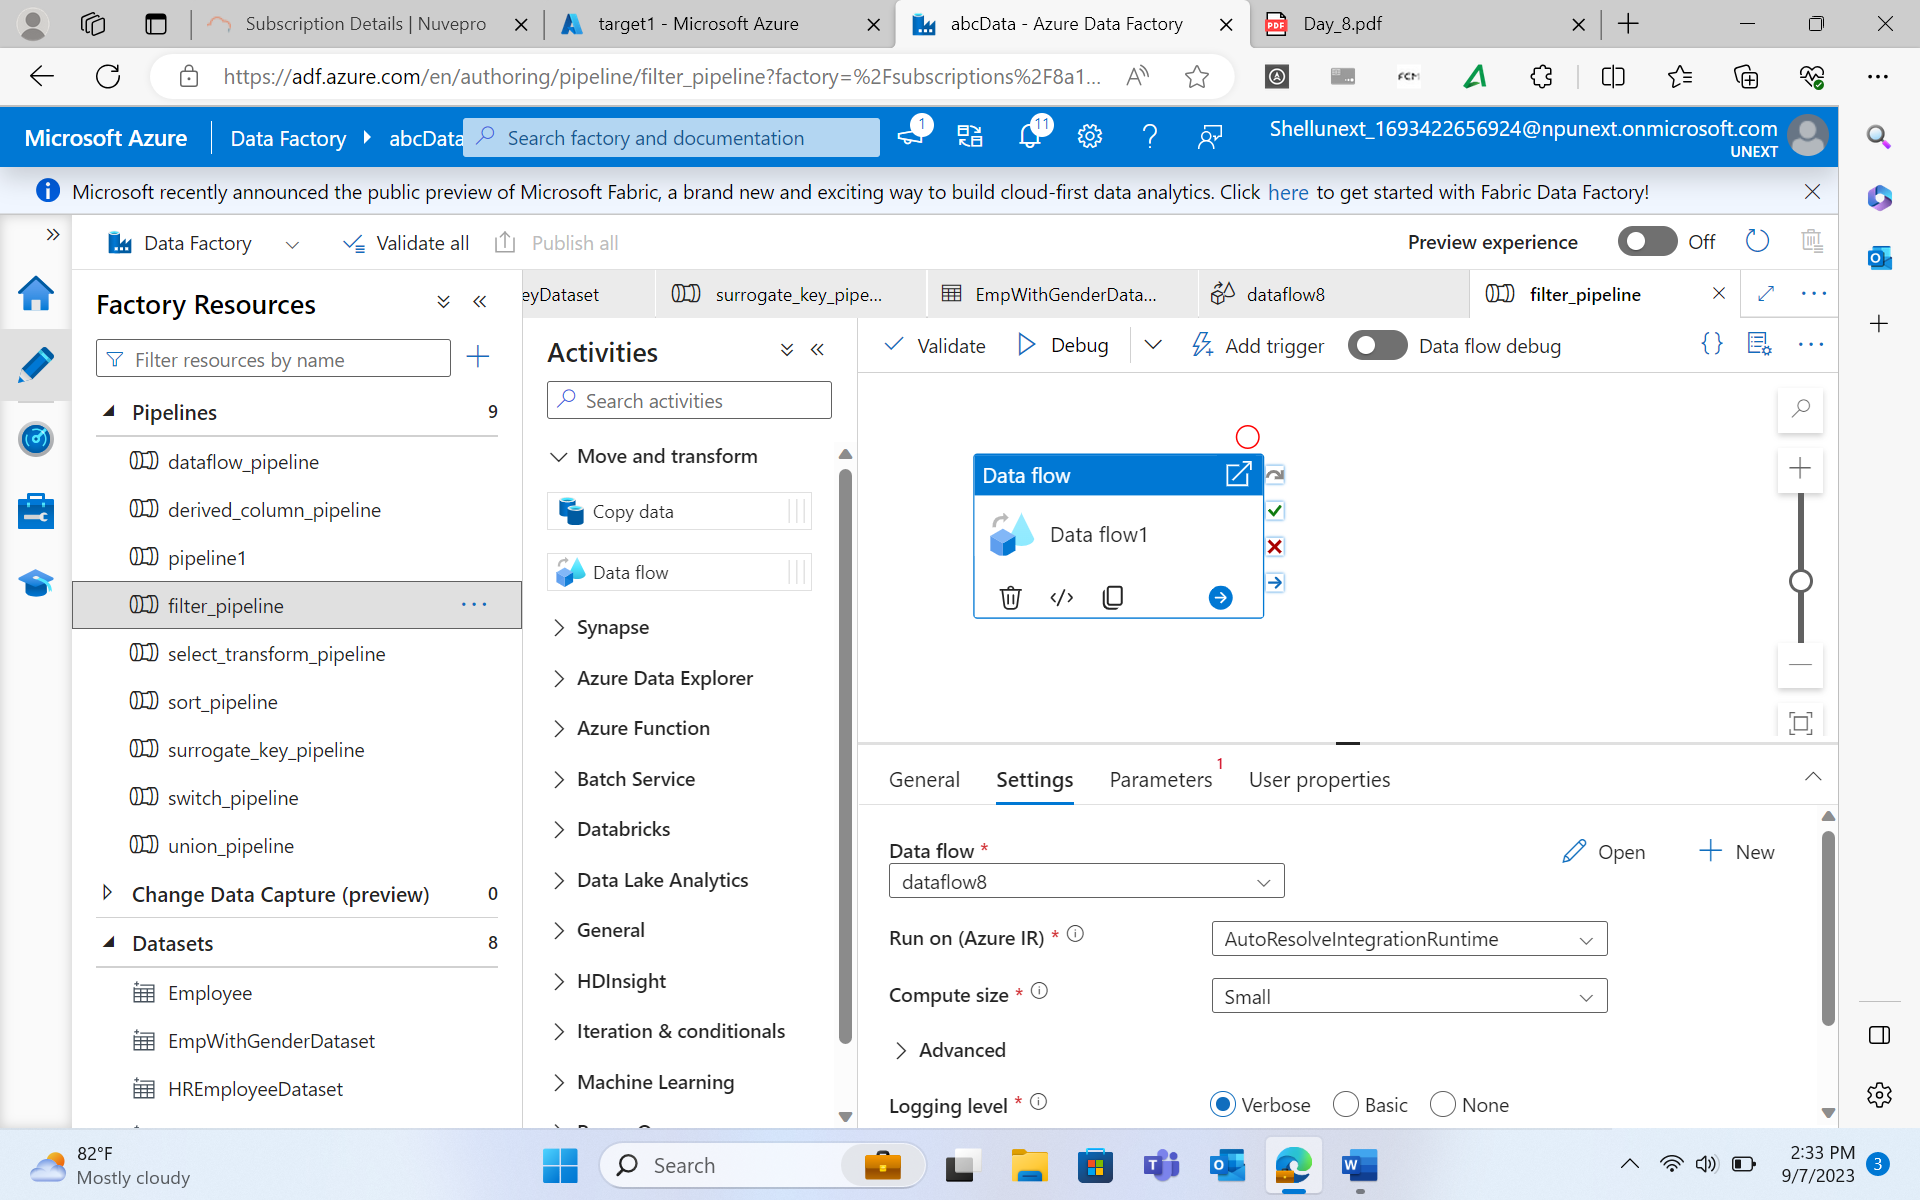 Subscription Details | Nuvepro
target1 - Microsoft Azure
abcData - Azure Data Factory
Day_8.pdf
https://adf.azure.com/en/authoring/pipeline/filter_pipeline?factory=%2Fsubscriptions%2F8a1...
Microsoft Azure
Data Factory
abcData
Search factory and documentation
1
11
Shellunext_1693422656924@npunext.onmicrosoft.com
UNEXT
Microsoft recently announced the public preview of Microsoft Fabric, a brand new and exciting way to build cloud-first data analytics. Click here to get started with Fabric Data Factory!
Data Factory
Validate all
Publish all
Preview experience
Off
Factory Resources
eyDataset
surrogate_key_pipe...
EmpWithGenderData...
dataflow8
filter_pipeline
Filter resources by name
Pipelines
9
dataflow_pipeline
derived_column_pipeline
pipeline1
filter_pipeline
select_transform_pipeline
sort_pipeline
surrogate_key_pipeline
switch_pipeline
union_pipeline
Change Data Capture (preview)
0
Datasets
8
Employee
EmpWithGenderDataset
HREmployeeDataset
Activities
Search activities
Move and transform
Copy data
Data flow
Synapse
Azure Data Explorer
Azure Function
Batch Service
Databricks
Data Lake Analytics
General
HDInsight
Iteration & conditionals
Machine Learning
Validate
Debug
Add trigger
Data flow debug
Data flow
Data flow1
General
Settings
Parameters
1
User properties
Data flow *
Open
New
dataflow8
Run on (Azure IR) *
AutoResolveIntegrationRuntime
Compute size *
Small
Advanced
Logging level *
Verbose
Basic
None
82°F
Mostly cloudy
Search
2:33 PM
9/7/2023
3